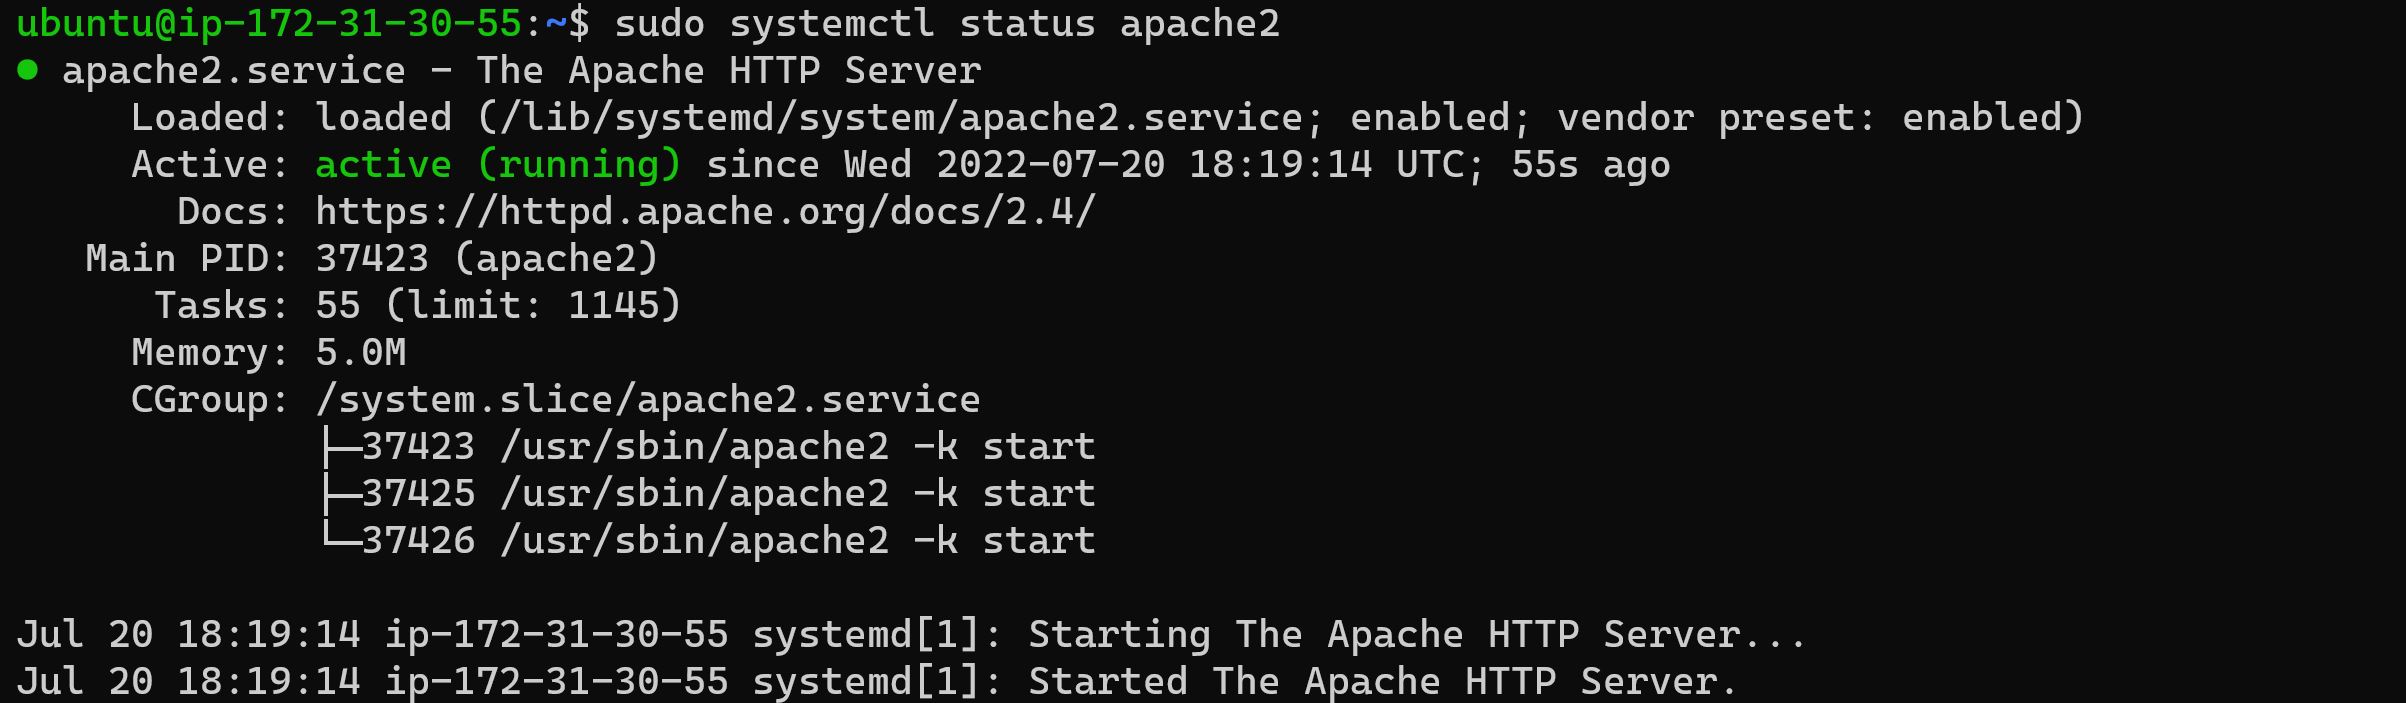 ubuntu@ip-172-31-30-55:~$ sudo systemctl status apache2
● apache2.service - The Apache HTTP Server
     Loaded: loaded (/lib/systemd/system/apache2.service; enabled; vendor preset: enabled)
     Active: active (running) since Wed 2022-07-20 18:19:14 UTC; 55s ago
       Docs: https://httpd.apache.org/docs/2.4/
   Main PID: 37423 (apache2)
      Tasks: 55 (limit: 1145)
     Memory: 5.0M
     CGroup: /system.slice/apache2.service
             ├─37423 /usr/sbin/apache2 -k start
             ├─37425 /usr/sbin/apache2 -k start
             └─37426 /usr/sbin/apache2 -k start

Jul 20 18:19:14 ip-172-31-30-55 systemd[1]: Starting The Apache HTTP Server...
Jul 20 18:19:14 ip-172-31-30-55 systemd[1]: Started The Apache HTTP Server.